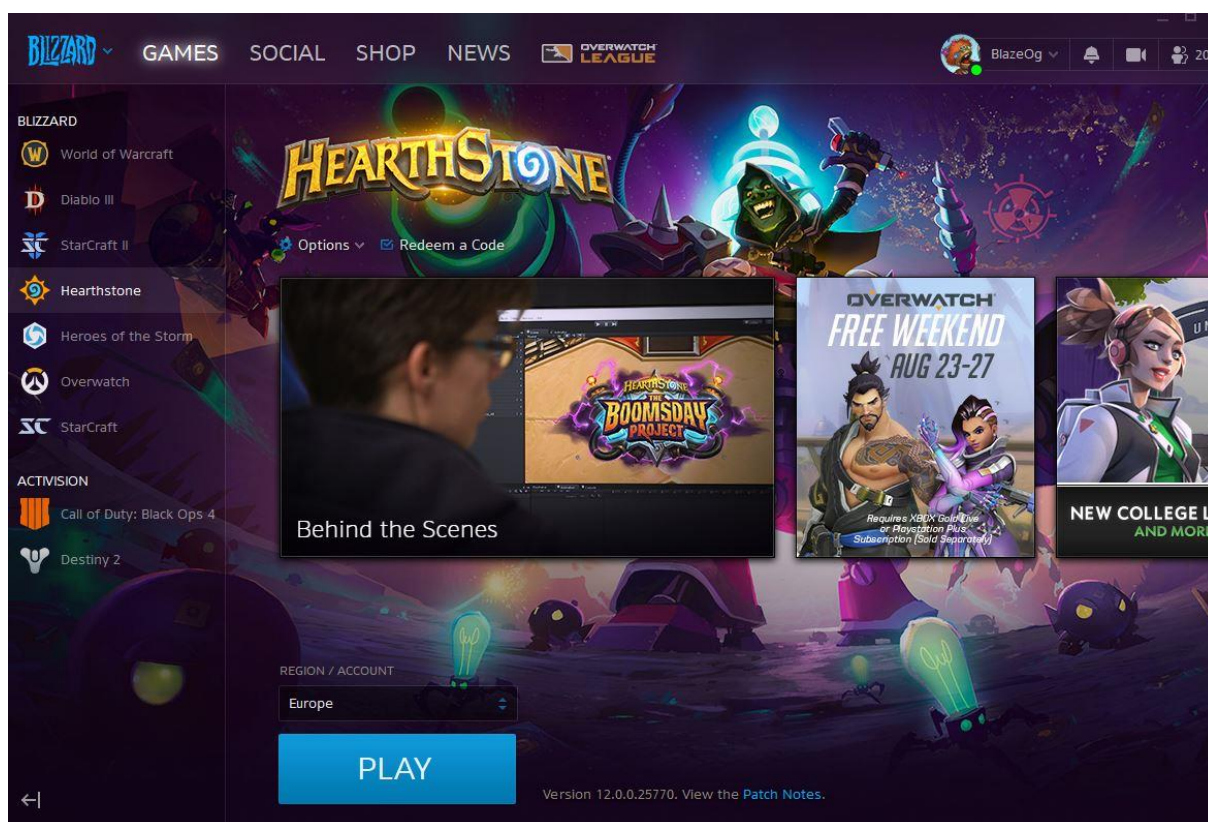 BLIZZARD
GAMES
SOCIAL
SHOP
NEWS
OVERWATCH
LEAGUE
BlazeOg
20
BLIZZARD
World of Warcraft
Diablo III
StarCraft II
Hearthstone
Heroes of the Storm
Overwatch
StarCraft
ACTIVISION
Call of Duty: Black Ops 4
Destiny 2
HEARTHSTONE
Options
Redeem a Code
HEARTHSTONE
THE
BOOMSDAY
PROJECT
Behind the Scenes
OVERWATCH
FREE WEEKEND
AUG 23-27
Requires XBOX Gold Live
or Playstation Plus
Subscription (Sold Separately)
UN
NEW COLLEGE L
AND MOR
REGION / ACCOUNT
Europe
PLAY
Version 12.0.0.25770. View the Patch Notes.